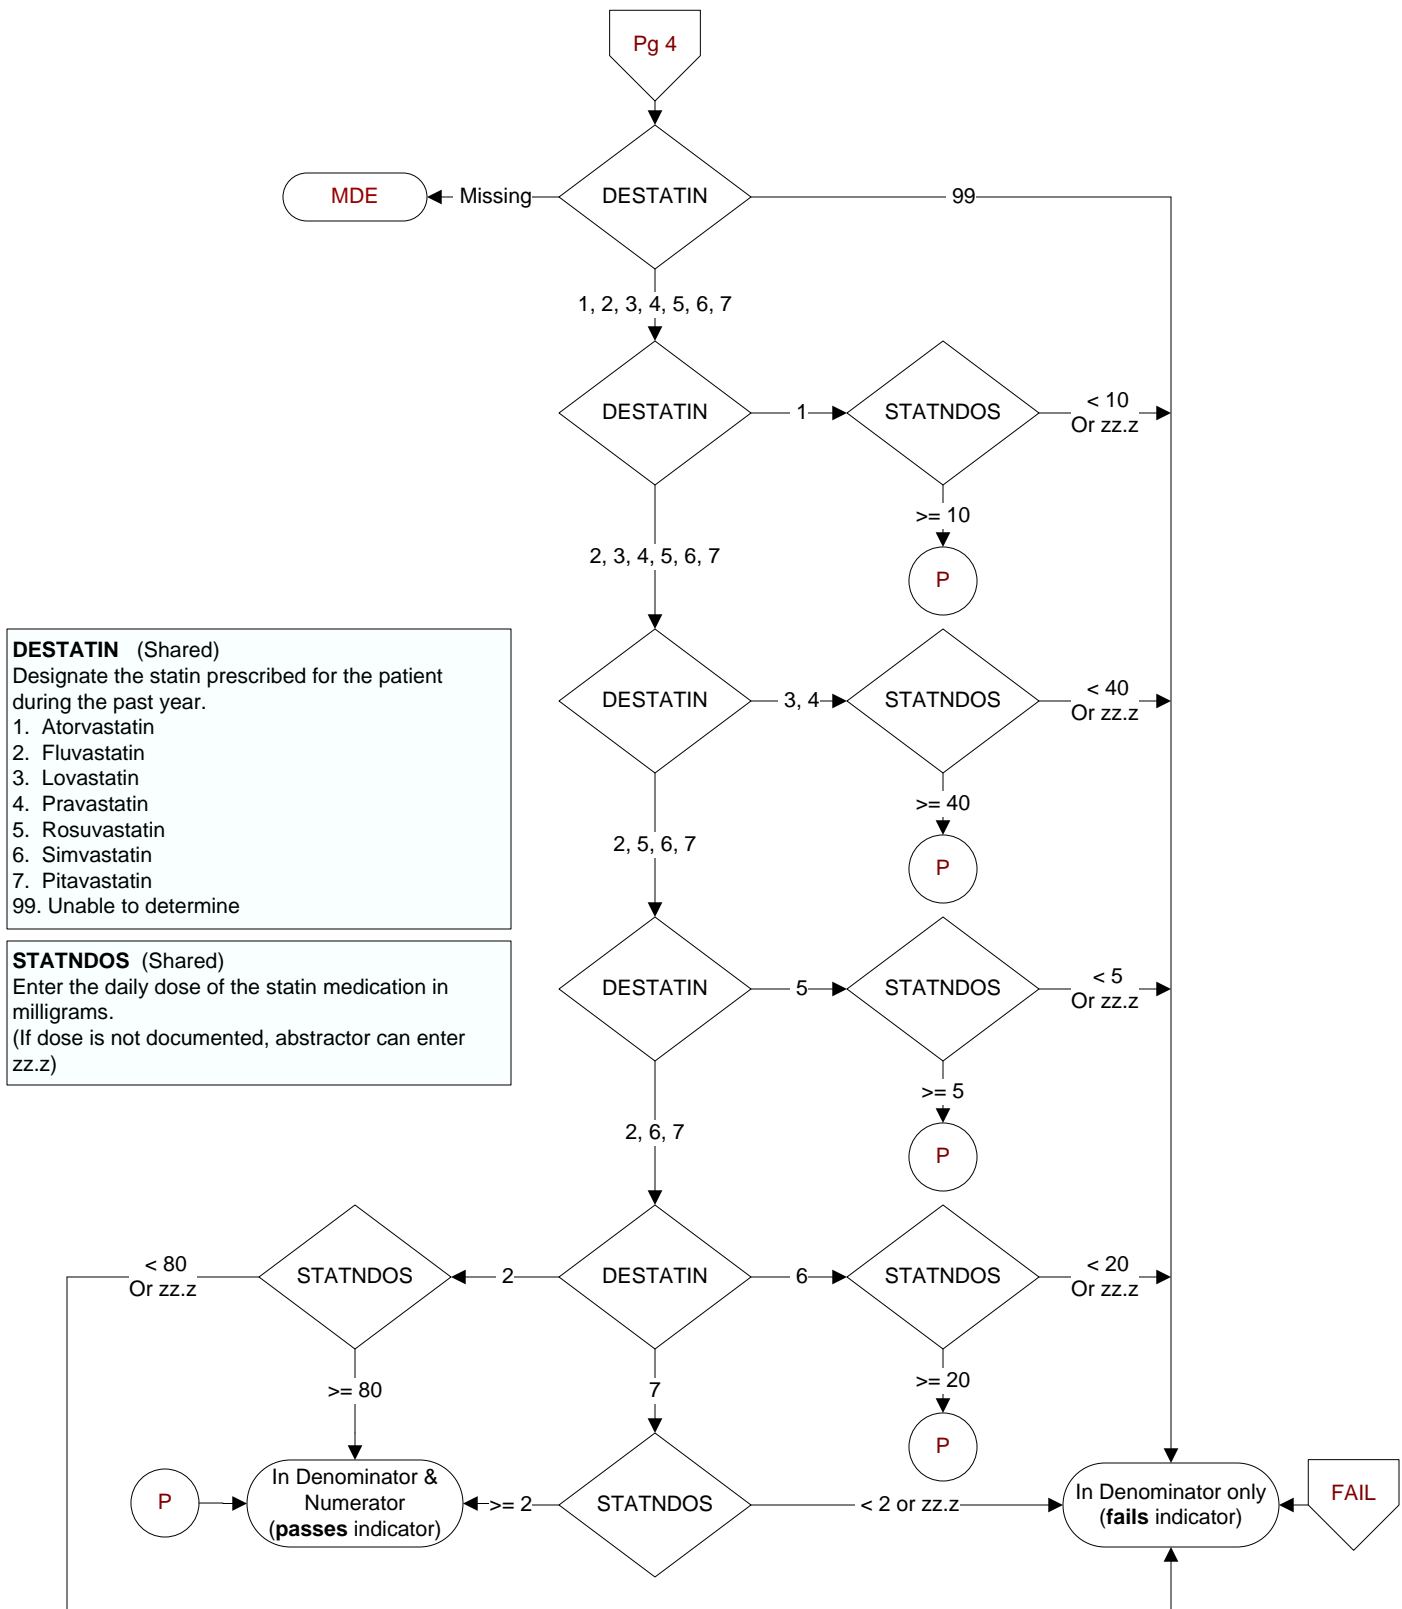 Pg 4
MDE
Missing
DESTATIN
99
1, 2, 3, 4, 5, 6, 7
DESTATIN
1
STATNDOS
< 10
Or zz.z
>= 10
P
2, 3, 4, 5, 6, 7
DESTATIN
3, 4
STATNDOS
< 40
Or zz.z
>= 40
P
2, 5, 6, 7
DESTATIN (Shared)
Designate the statin prescribed for the patient
during the past year.
1. Atorvastatin
2. Fluvastatin
3. Lovastatin
4. Pravastatin
5. Rosuvastatin
6. Simvastatin
7. Pitavastatin
99. Unable to determine
STATNDOS (Shared)
Enter the daily dose of the statin medication in
milligrams.
(If dose is not documented, abstractor can enter
zz.z)
DESTATIN
5
STATNDOS
< 5
Or zz.z
>= 5
P
2, 6, 7
< 80
Or zz.z
STATNDOS
2
DESTATIN
6
STATNDOS
< 20
Or zz.z
>= 80
7
>= 20
P
P
In Denominator &
Numerator
(passes indicator)
>= 2
STATNDOS
< 2 or zz.z
In Denominator only
(fails indicator)
FAIL